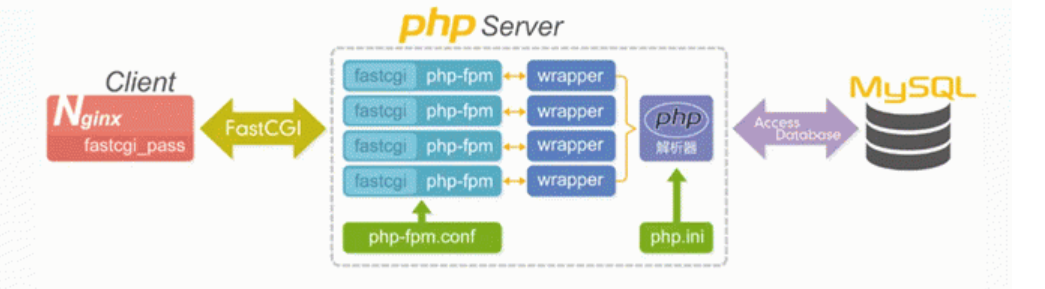 php Server
Client
Nginx
fastcgi_pass
FastCGI
fastcgi php-fpm wrapper
fastcgi php-fpm wrapper
fastcgi php-fpm wrapper
fastcgi php-fpm wrapper
php-fpm.conf
php
解析器
php.ini
Access
Database
MySQL